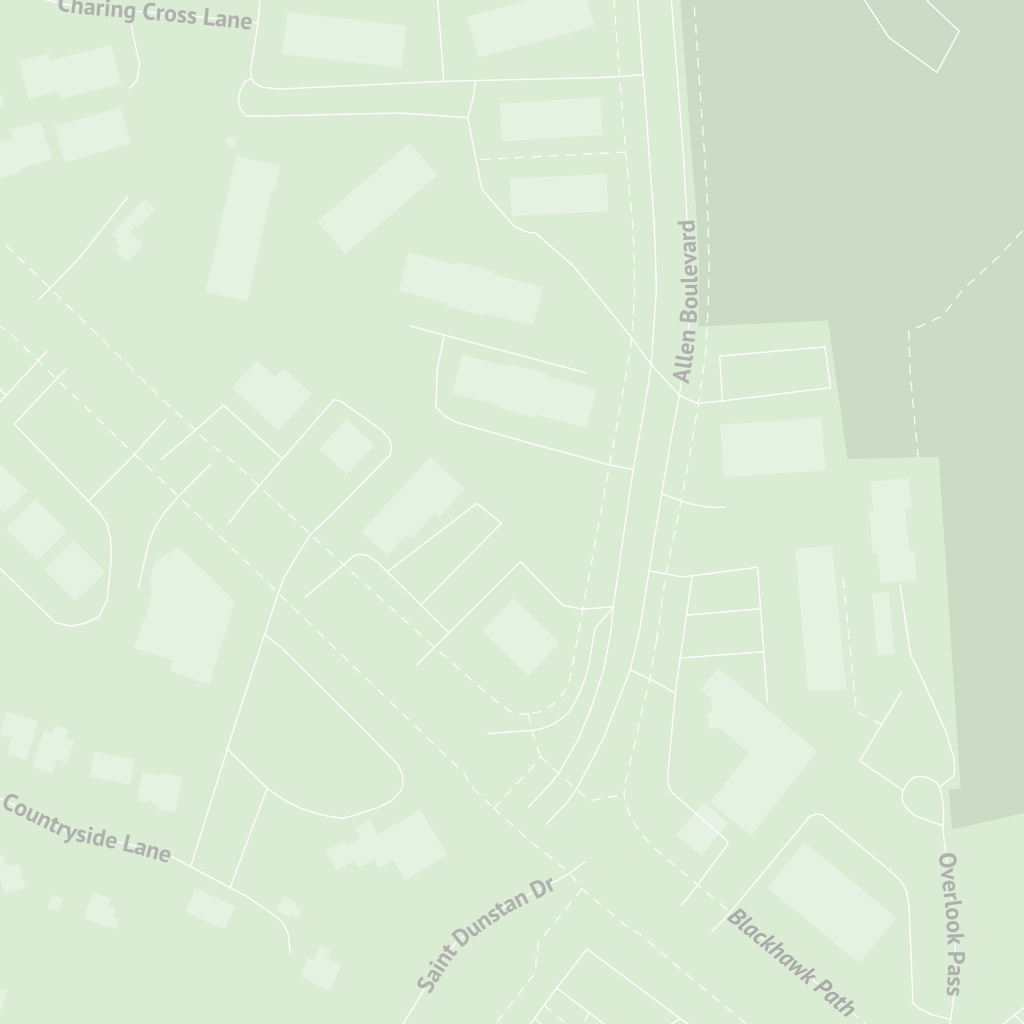 Charing Cross Lane
Allen Boulevard
Countryside Lane
Saint Dunstan Dr
Blackhawk Path
Overlook Pass